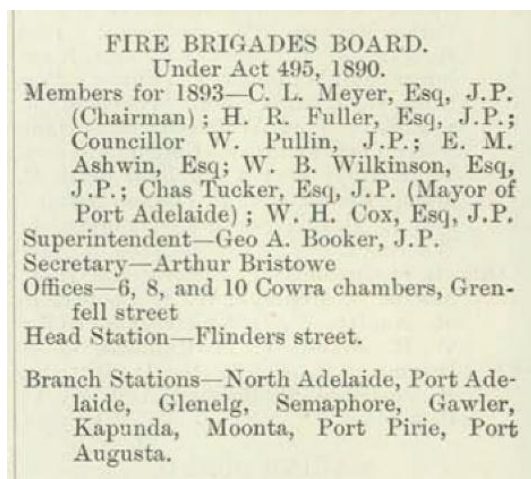 FIRE BRIGADES BOARD.
Under Act 495, 1890.
Members for 1893—C. L. Meyer, Esq, J.P.
(Chairman) ; H. R. Fuller, Esq, J.P.;
Councillor W. Pullin, J.P.; E. M.
Ashwin, Esq; W. B. Wilkinson, Esq,
J.P.; Chas Tucker, Esq, J.P. (Mayor of
Port Adelaide) ; W. H. Cox, Esq, J.P.
Superintendent—Geo A. Booker, J.P.
Secretary—Arthur Bristowe
Offices—6, 8, and 10 Cowra chambers, Gren-
fell street
Head Station—Flinders street.
Branch Stations—North Adelaide, Port Ade-
laide, Glenelg, Semaphore, Gawler,
Kapunda, Moonta, Port Pirie, Port
Augusta.